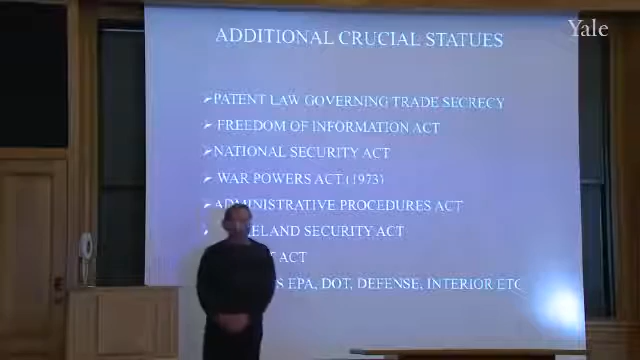 Yale
ADDITIONAL CRUCIAL STATUES
➢PATENT LAW GOVERNING TRADE SECRECY
➢ FREEDOM OF INFORMATION ACT
➢NATIONAL SECURITY ACT
➢ WAR POWERS ACT (1973)
➢ADMINISTRATIVE PROCEDURES ACT
➢ ELAND SECURITY ACT
ACT
S EPA, DOT, DEFENSE, INTERIOR ETC